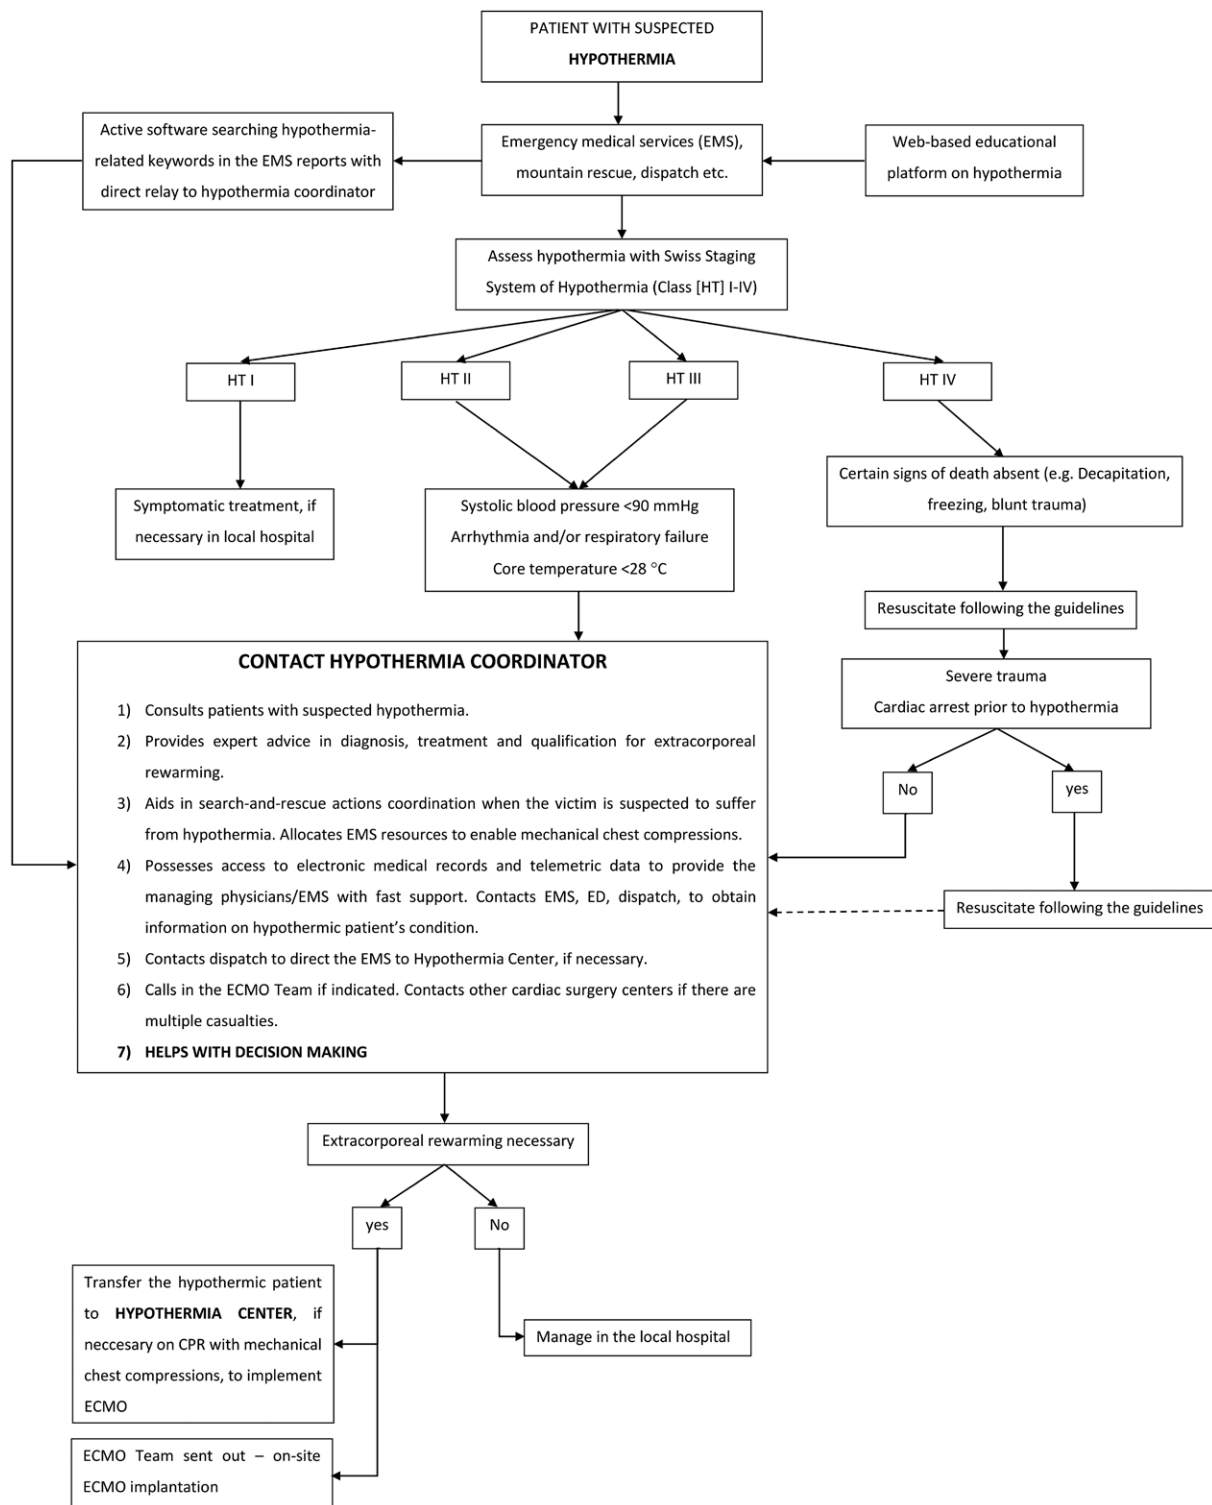 PATIENT WITH SUSPECTED
HYPOTHERMIA
Active software searching hypothermia-
related keywords in the EMS reports with
direct relay to hypothermia coordinator
Emergency medical services (EMS),
mountain rescue, dispatch etc.
Web-based educational
platform on hypothermia
Assess hypothermia with Swiss Staging
System of Hypothermia (Class [HT] I-IV)
HT I
HT II
HT III
HT IV
Symptomatic treatment, if
necessary in local hospital
Systolic blood pressure <90 mmHg
Arrhythmia and/or respiratory failure
Core temperature <28 °C
Certain signs of death absent (e.g. Decapitation,
freezing, blunt trauma)
Resuscitate following the guidelines
Severe trauma
Cardiac arrest prior to hypothermia
No
yes
Resuscitate following the guidelines
CONTACT HYPOTHERMIA COORDINATOR
1) Consults patients with suspected hypothermia.
2) Provides expert advice in diagnosis, treatment and qualification for extracorporeal
rewarming.
3) Aids in search-and-rescue actions coordination when the victim is suspected to suffer
from hypothermia. Allocates EMS resources to enable mechanical chest compressions.
4) Possesses access to electronic medical records and telemetric data to provide the
managing physicians/EMS with fast support. Contacts EMS, ED, dispatch, to obtain
information on hypothermic patient's condition.
5) Contacts dispatch to direct the EMS to Hypothermia Center, if necessary.
6) Calls in the ECMO Team if indicated. Contacts other cardiac surgery centers if there are
multiple casualties.
7) HELPS WITH DECISION MAKING
Extracorporeal rewarming necessary
yes
No
Transfer the hypothermic patient
to HYPOTHERMIA CENTER, if
neccesary on CPR with mechanical
chest compressions, to implement
ECMO
Manage in the local hospital
ECMO Team sent out – on-site
ECMO implantation